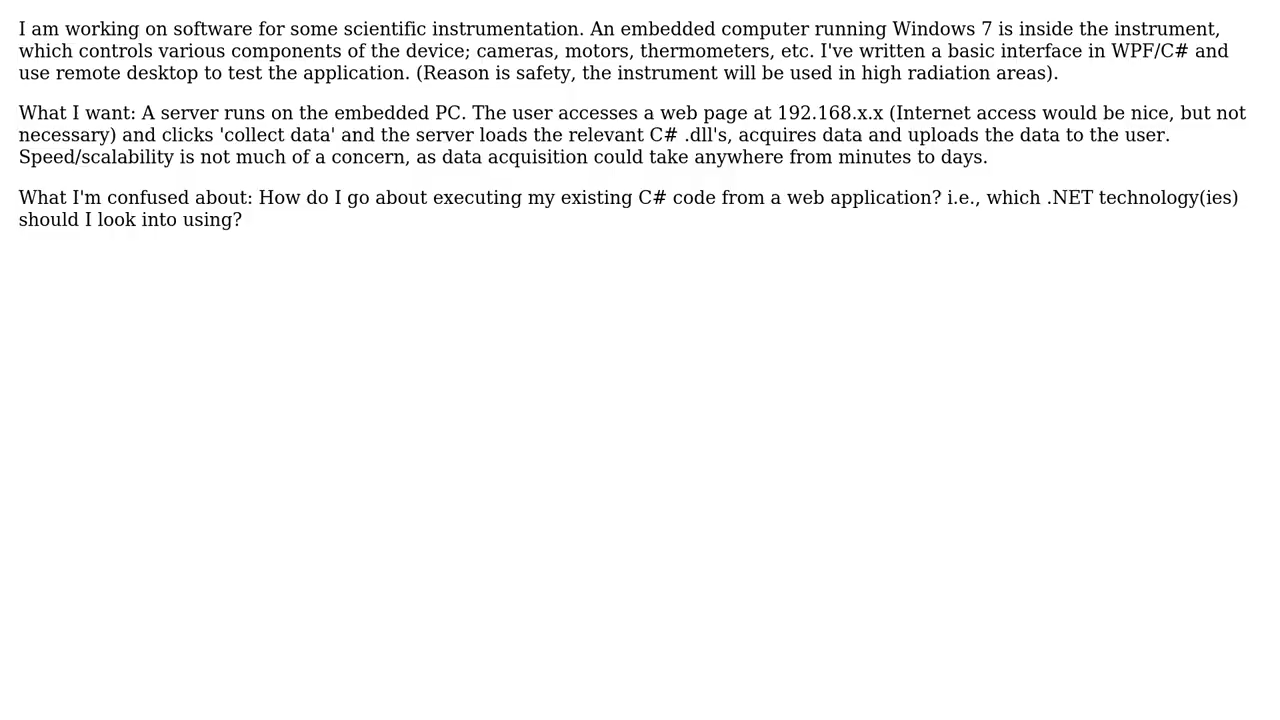 I am working on software for some scientific instrumentation. An embedded computer running Windows 7 is inside the instrument,
which controls various components of the device; cameras, motors, thermometers, etc. I've written a basic interface in WPF/C# and
use remote desktop to test the application. (Reason is safety, the instrument will be used in high radiation areas).
What I want: A server runs on the embedded PC. The user accesses a web page at 192.168.x.x (Internet access would be nice, but not
necessary) and clicks 'collect data' and the server loads the relevant C# .dll's, acquires data and uploads the data to the user.
Speed/scalability is not much of a concern, as data acquisition could take anywhere from minutes to days.
What I'm confused about: How do I go about executing my existing C# code from a web application? i.e., which .NET technology(ies)
should I look into using?